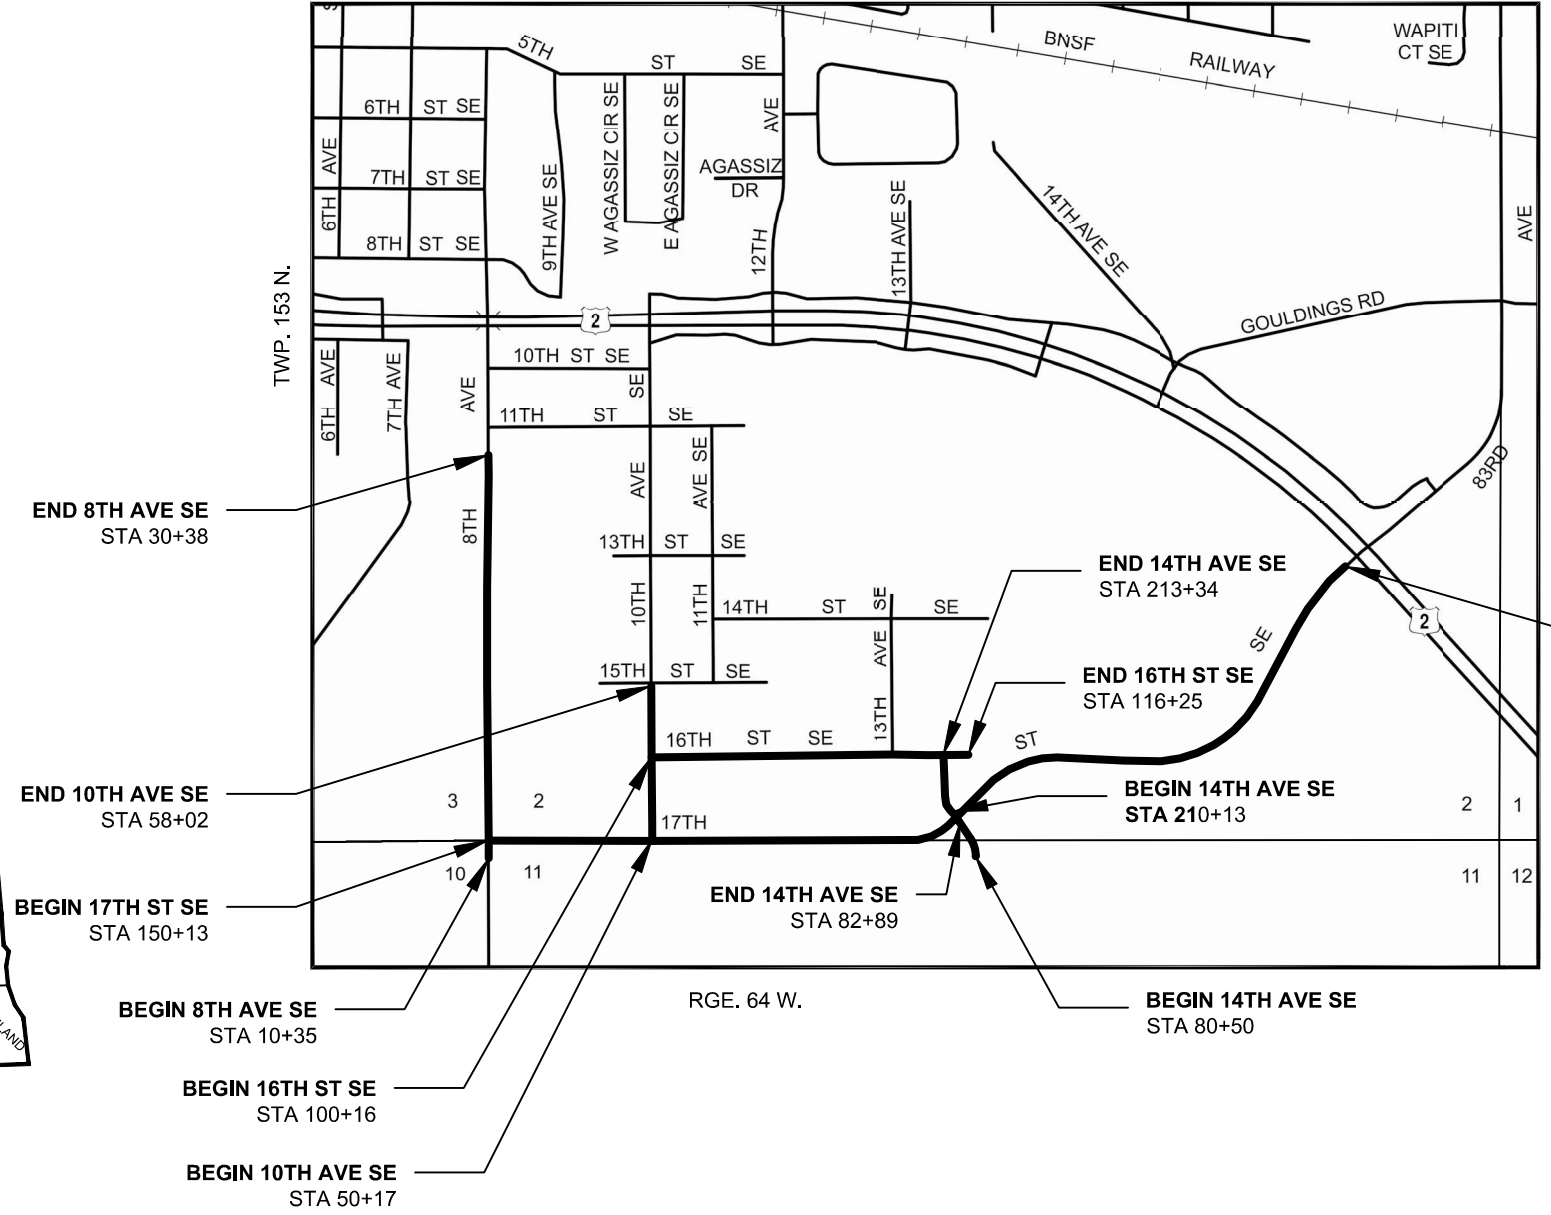 WAPITI
CT SE
BNSF
RAILWAY
5TH
ST SE
6TH ST SE
7TH ST SE
8TH ST SE
6TH AVE
9TH AVE SE
W AGASSIZ CIR SE
E AGASSIZ CIR SE
AGASSIZ
DR
12TH AVE
13TH AVE SE
14TH AVE SE
AVE
GOULDINGS RD
83RD
TWP. 153 N.
2
10TH ST SE
11TH ST SE
6TH AVE
7TH AVE
8TH AVE
10TH AVE SE
11TH AVE SE
13TH ST SE
14TH ST SE
13TH AVE SE
15TH ST SE
16TH ST SE
17TH ST SE
2
3 2
10 11
2 1
11 12
END 8TH AVE SE
STA 30+38
END 14TH AVE SE
STA 213+34
END 16TH ST SE
STA 116+25
END 10TH AVE SE
STA 58+02
BEGIN 14TH AVE SE
STA 210+13
BEGIN 17TH ST SE
STA 150+13
END 14TH AVE SE
STA 82+89
BEGIN 8TH AVE SE
STA 10+35
RGE. 64 W.
BEGIN 14TH AVE SE
STA 80+50
BEGIN 16TH ST SE
STA 100+16
BEGIN 10TH AVE SE
STA 50+17